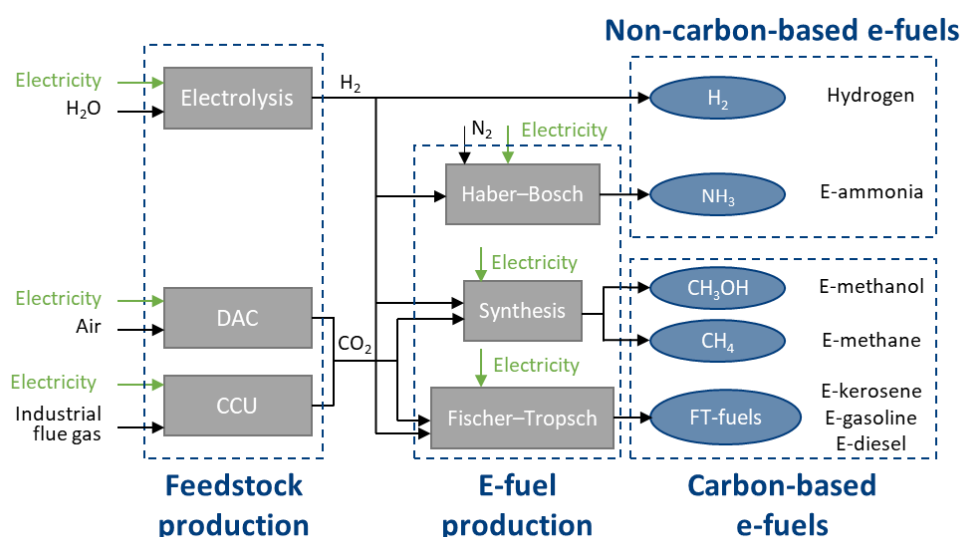 Non-carbon-based e-fuels
Electricity
H₂O
Electrolysis
H₂
H₂
Hydrogen
N₂
Electricity
Haber–Bosch
NH₃
E-ammonia
Electricity
Air
DAC
CO₂
Electricity
Synthesis
CH₃OH
E-methanol
CH₄
E-methane
Electricity
Industrial
flue gas
CCU
Electricity
Fischer–Tropsch
FT-fuels
E-kerosene
E-gasoline
E-diesel
Feedstock
production
E-fuel
production
Carbon-based
e-fuels